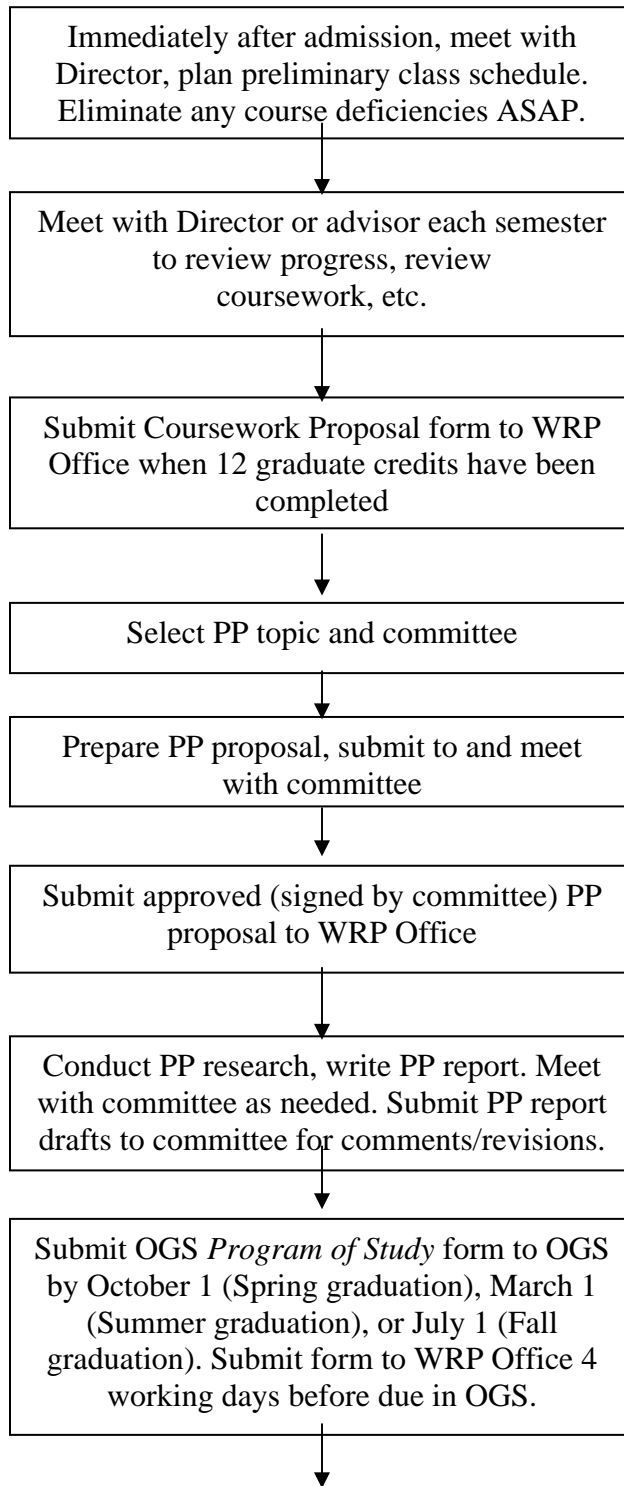 Immediately after admission, meet with
Director, plan preliminary class schedule.
Eliminate any course deficiencies ASAP.
Meet with Director or advisor each semester
to review progress, review
coursework, etc.
Submit Coursework Proposal form to WRP
Office when 12 graduate credits have been
completed
Select PP topic and committee
Prepare PP proposal, submit to and meet
with committee
Submit approved (signed by committee) PP
proposal to WRP Office
Conduct PP research, write PP report. Meet
with committee as needed. Submit PP report
drafts to committee for comments/revisions.
Submit OGS Program of Study form to OGS
by October 1 (Spring graduation), March 1
(Summer graduation), or July 1 (Fall
graduation). Submit form to WRP Office 4
working days before due in OGS.